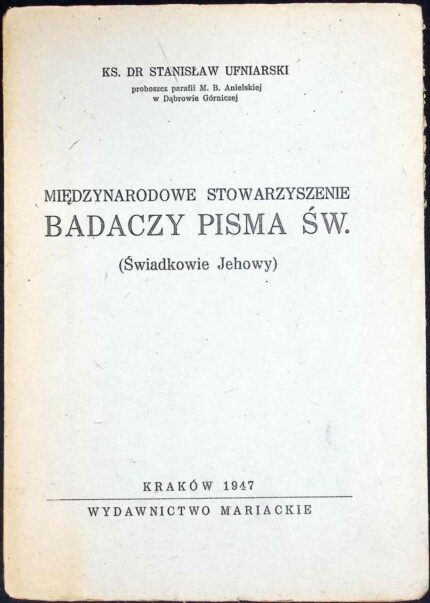 KS. DR STANISŁAW UFNIARSKI
proboszcz parafii M. B. Anielskiej
w Dąbrowie Górniczej
MIĘDZYNARODOWE STOWARZYSZENIE
BADACZY PISMA ŚW.
(Świadkowie Jehowy)
KRAKÓW 1947
WYDAWNICTWO MARIACKIE